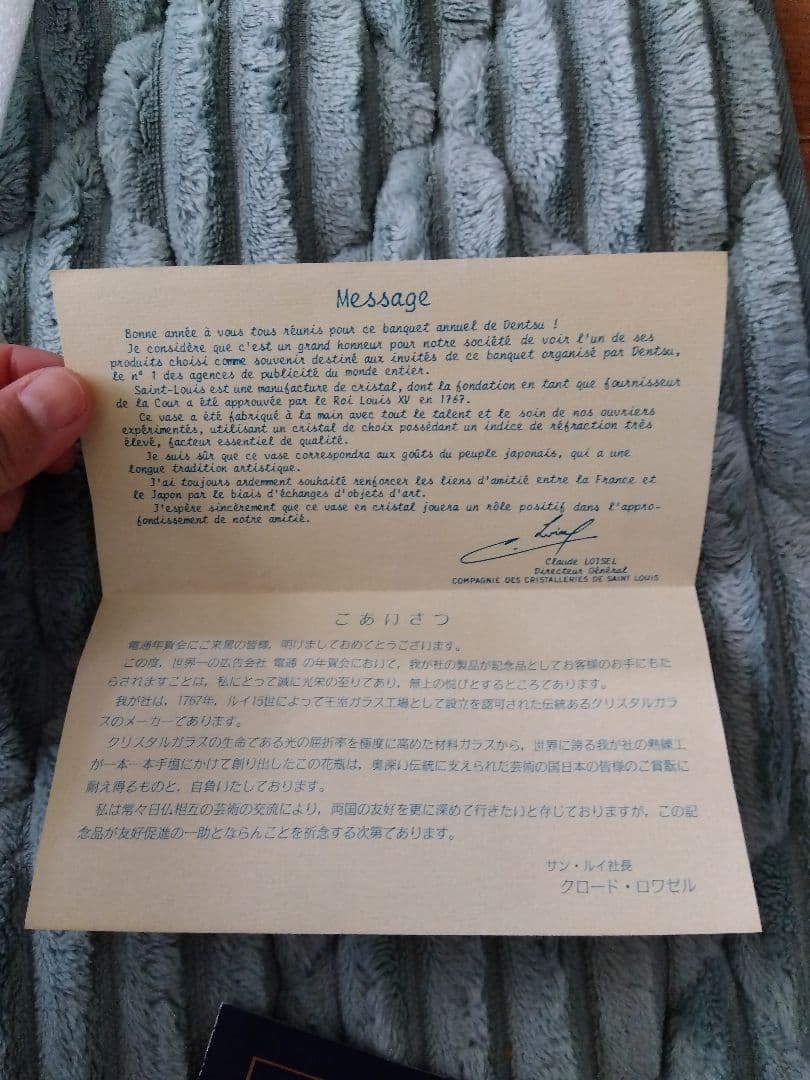 Message
Bonne année à vous tous réunis pour ce banquet annuel de Dentsu !
Je considère que c'est un grand honneur pour notre société de voir l'un de ses
produits choisi comme souvenir destiné aux invités de ce banquet organisé par Dentsu,
le n° 1 des agences de publicité du monde entier.
Saint-Louis est une manufacture de cristal, dont la fondation en tant que fournisseur
de la Cour a été approuvée par le Roi Louis XV en 1767.
Ce vase a été fabriqué à la main avec tout le talent et le soin de nos ouvriers
expérimentés, utilisant un cristal de choix possédant un indice de réfraction très
élevé, facteur essentiel de qualité.
Je suis sûr que ce vase correspondra aux goûts du peuple japonais, qui a une
longue tradition artistique.
J'ai toujours ardemment souhaité renforcer les liens d'amitié entre la France et
le Japon par le biais d'échanges d'objets d'art.
J'espère sincèrement que ce vase en cristal jouera un rôle positif dans l'appro-
fondissement de notre amitié.
C. Loisel
Claude LOISEL
Directeur Général
COMPAGNIE DES CRISTALLERIES DE SAINT LOUIS
ごあいさつ
電通年賀会にご来席の皆様，明けましておめでとうございます。
この度，世界一の広告会社 電通 の年賀会において，我が社の製品が記念品としてお客様のお手にもた
らされますことは，私にとって誠に光栄の至りであり，無上の悦びとするところであります。
我が社は，1767年，ルイ15世によって王室ガラス工場として設立を認可された伝統あるクリスタルガラ
スのメーカーであります。
クリスタルガラスの生命である光の屈折率を極度に高めた材料ガラスから，世界に誇る我が社の熟練工
が一本一本手塩にかけて創り出したこの花瓶は，奥深い伝統に支えられた芸術の国日本の皆様のご賞翫に
耐え得るものと，自負いたしております。
私は常々日仏相互の芸術の交流により，両国の友好を更に深めて行きたいと存じておりますが，この記
念品が友好促進の一助とならんことを祈念する次第であります。
サン・ルイ社長
クロード・ロワゼル